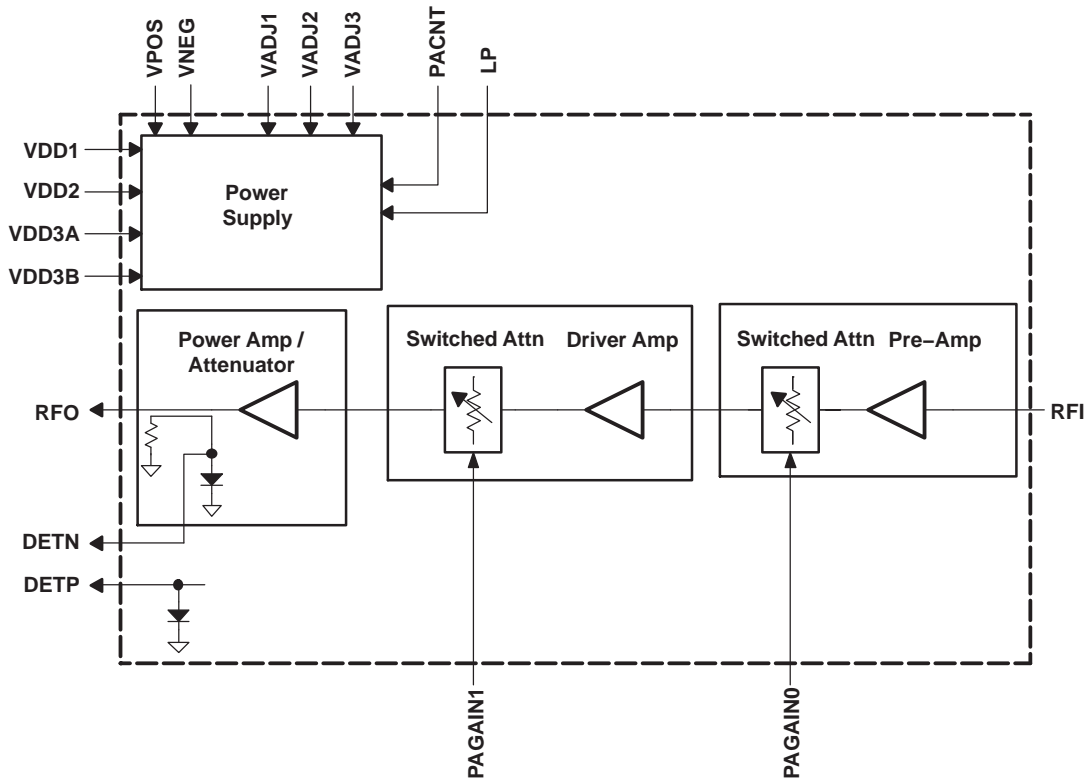 VPOS
VNEG
VADJ1
VADJ2
VADJ3
PACNT
LP
VDD1
VDD2
VDD3A
VDD3B
Power
Supply
Power Amp /
Attenuator
Switched Attn
Driver Amp
Switched Attn
Pre−Amp
RFO
RFI
DETN
DETP
PAGAIN1
PAGAIN0